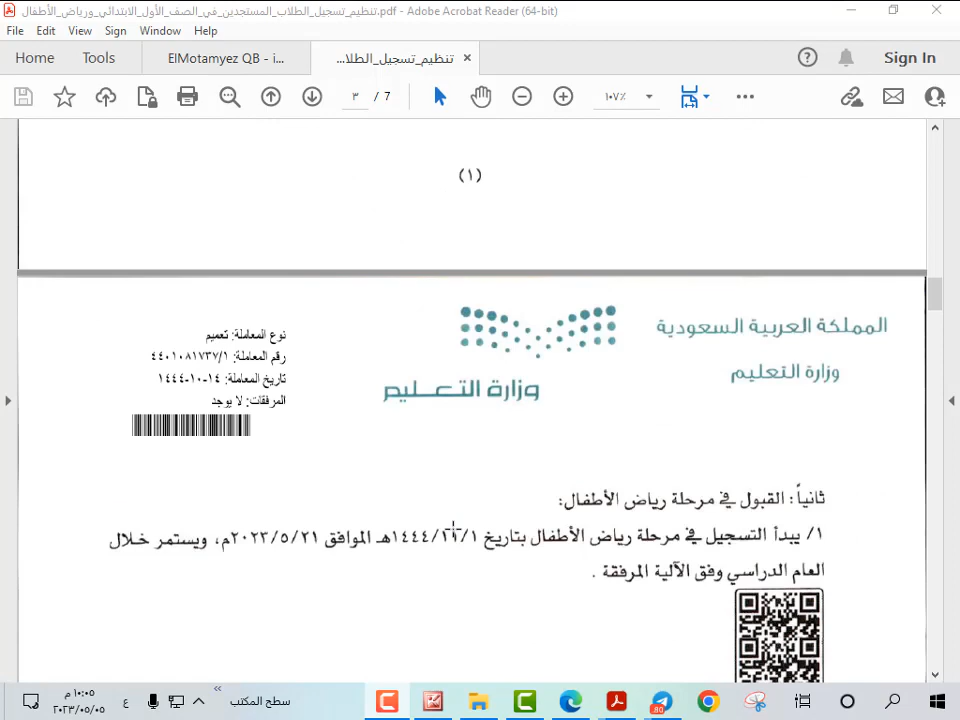 تنظيم_تسجيل_الطلاب_المستجدين_في_الصف_الأول_الابتدائي_ورياض_الأطفال.pdf - Adobe Acrobat Reader (64-bit)
File Edit View Sign Window Help
Home Tools ElMotamyez QB - i... تنظيم_تسجيل_الطلا... Sign In
٣ / 7 ١٠٧٪
(١)
المملكة العربية السعودية
وزارة التعليم
وزارة التعليم
نوع المعاملة: تعميم
رقم المعاملة: ٤٤٠١٠٨١٧٣٧/١
تاريخ المعاملة: ١٤-١٠-١٤٤٤
المرفقات: لا يوجد
ثانياً: القبول في مرحلة رياض الأطفال:
١/ يبدأ التسجيل في مرحلة رياض الأطفال بتاريخ ١٤٤٤/١١/١هـ الموافق ٢٠٢٣/٥/٢١م، ويستمر خلال
العام الدراسي وفق الآلية المرفقة .
١٠:٠٥ م
٢٠٢٣/٠٥/٠٥
ع
سطح المكتب
80